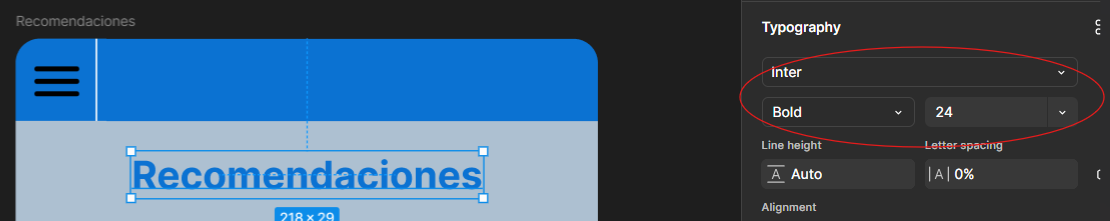 Recomendaciones
Typography
Inter
Bold
24
Line height
Letter spacing
Auto
|A| 0%
Recomendaciones
218 × 29
Alignment